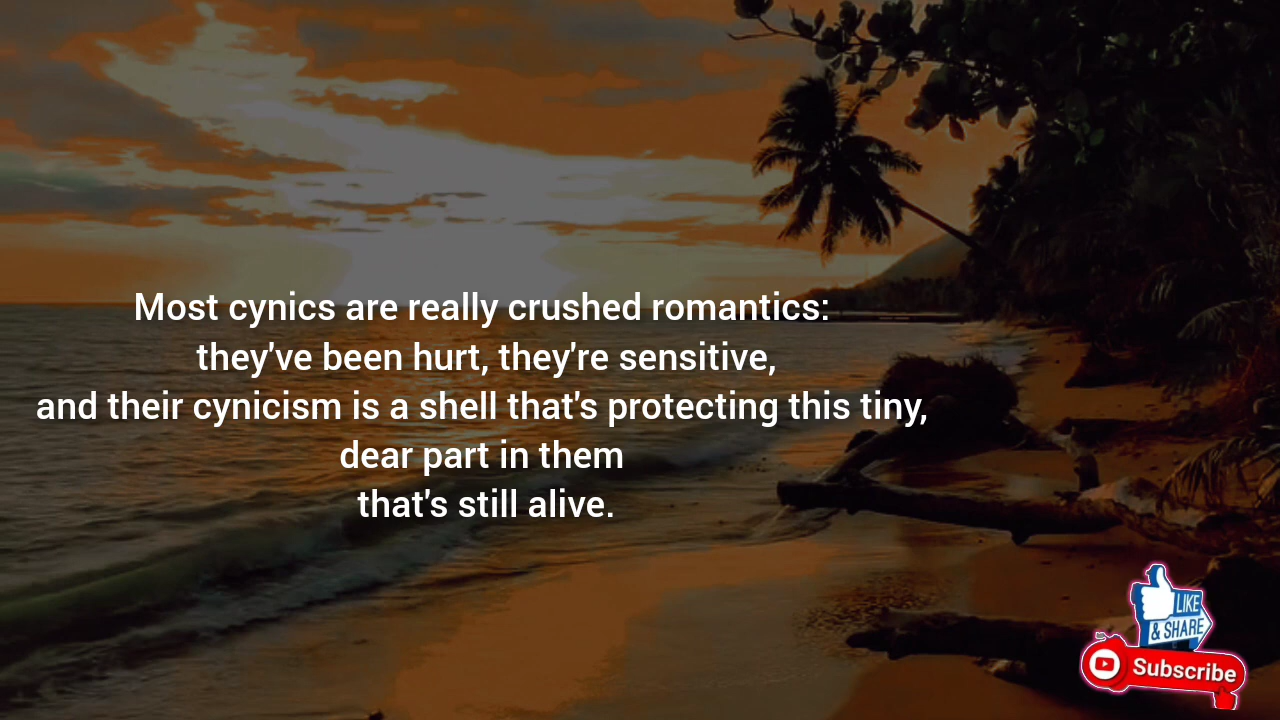 Most cynics are really crushed romantics:
they've been hurt, they're sensitive,
and their cynicism is a shell that's protecting this tiny,
dear part in them
that's still alive.
LIKE
& SHARE
Subscribe